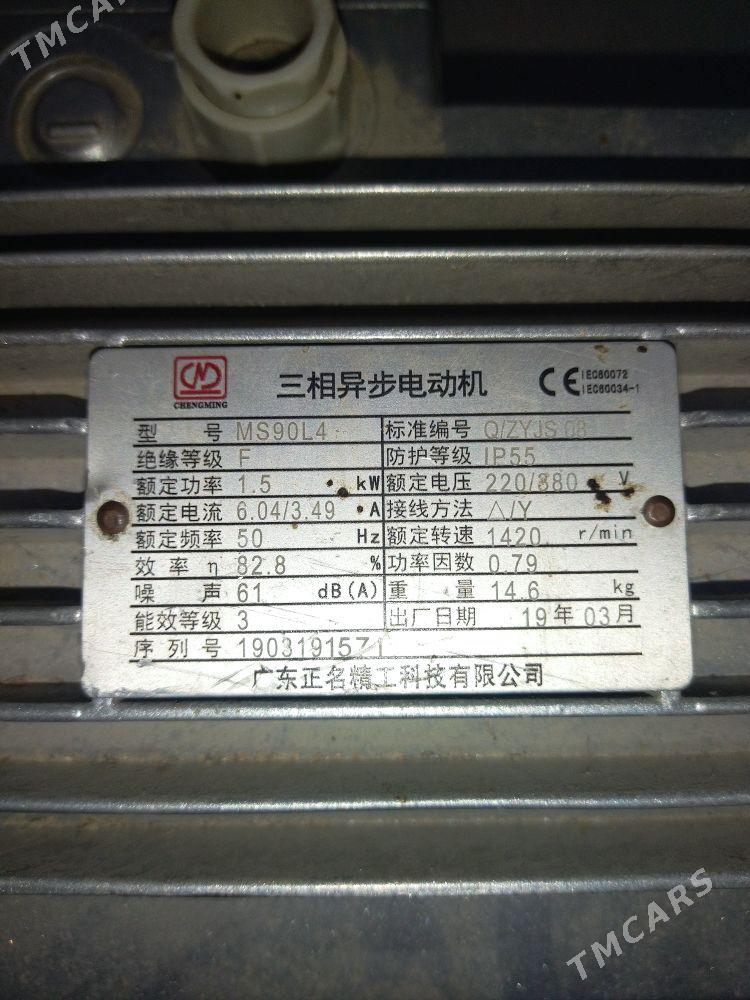 TMCARS
CHENGMING
三相异步电动机
CE IEC60072
IEC60034-1
型 号 MS90L4 标准编号 Q/ZYJS 08
绝缘等级 F 防护等级 IP55
额定功率 1.5 kW 额定电压 220/380 V
额定电流 6.04/3.49 A 接线方法 △/Y
额定频率 50 Hz 额定转速 1420 r/min
效率 η 82.8 % 功率因数 0.79
噪 声 61 dB(A) 重 量 14.6 kg
能效等级 3 出厂日期 19年03月
序列号 1903191571
广东正名精工科技有限公司
TMCARS